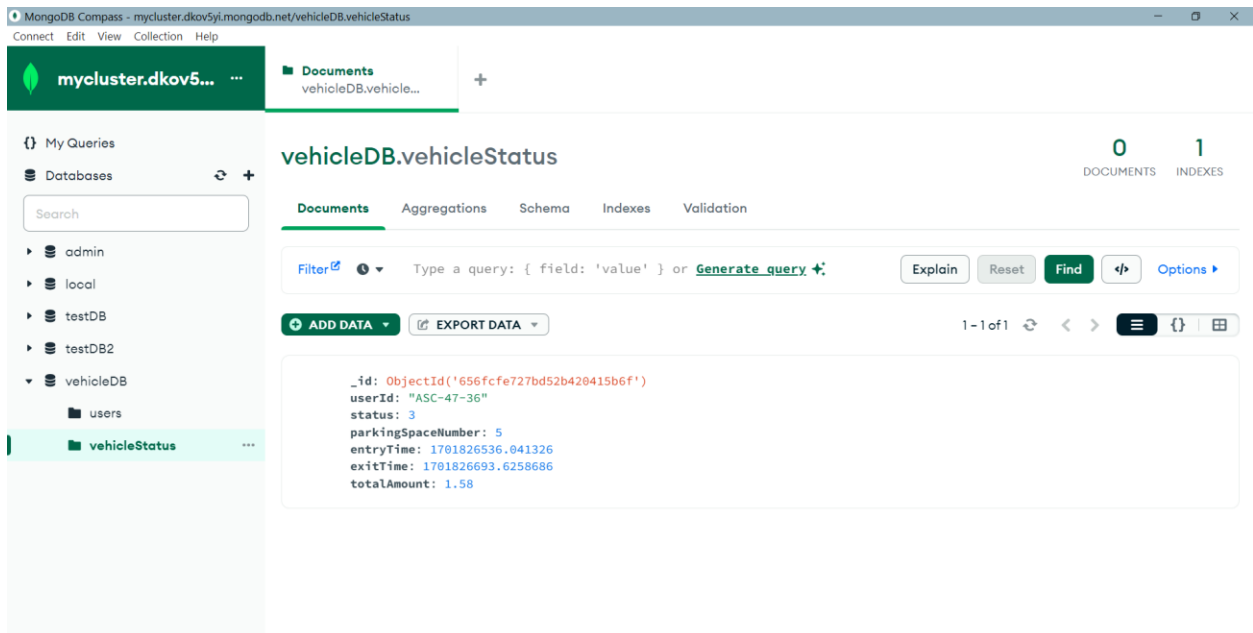 MongoDB Compass - mycluster.dkov5yi.mongodb.net/vehicleDB.vehicleStatus
Connect Edit View Collection Help
mycluster.dkov5... ...
Documents
vehicleDB.vehicle...
+
{} My Queries
Databases
Search
admin
local
testDB
testDB2
vehicleDB
users
vehicleStatus ...
vehicleDB.vehicleStatus
0 1
DOCUMENTS INDEXES
Documents Aggregations Schema Indexes Validation
Filter Type a query: { field: 'value' } or Generate query Explain Reset Find </> Options
ADD DATA EXPORT DATA 1 - 1 of 1 {}
_id: ObjectId('656fcfe727bd52b420415b6f')
userId: "ASC-47-36"
status: 3
parkingSpaceNumber: 5
entryTime: 1701826536.041326
exitTime: 1701826693.6258686
totalAmount: 1.58